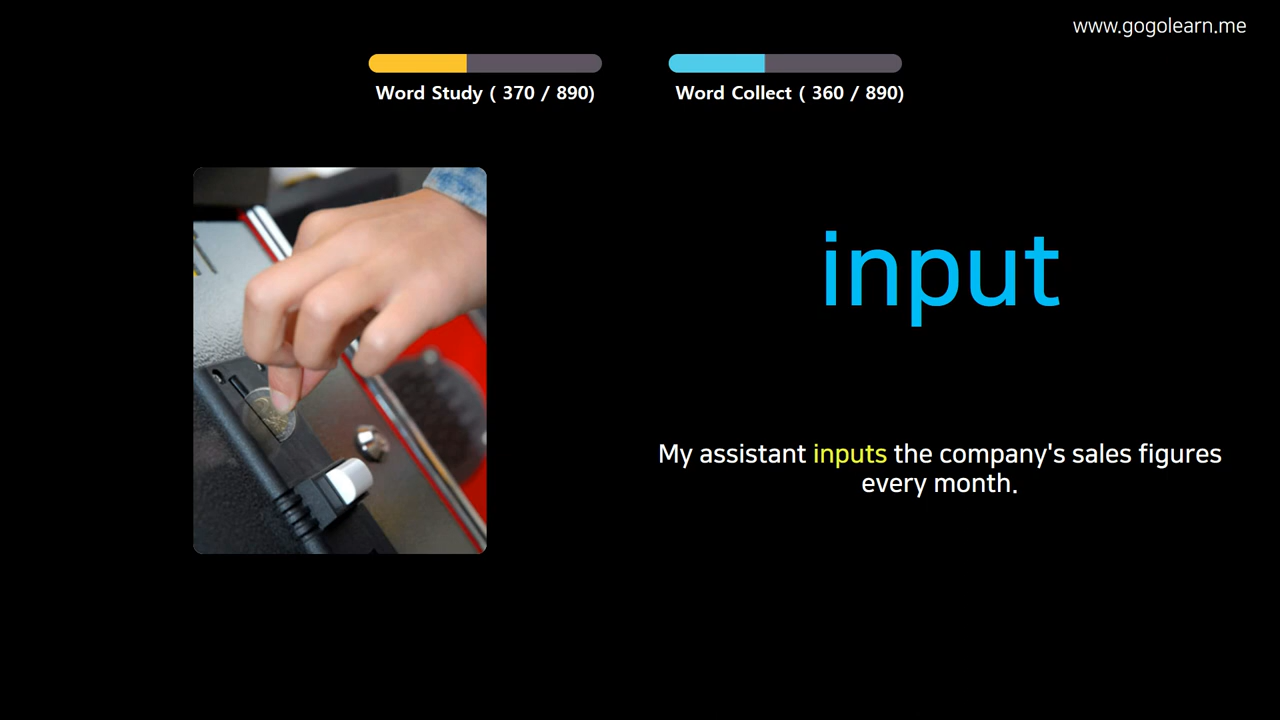 www.gogolearn.me
Word Study ( 370 / 890)
Word Collect ( 360 / 890)
input
My assistant inputs the company's sales figures
every month.